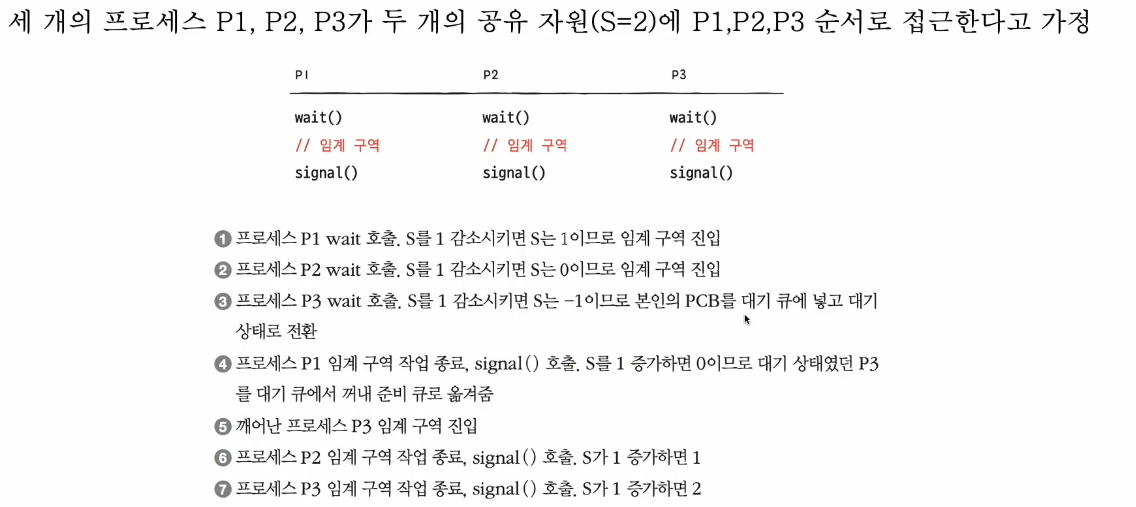 세 개의 프로세스 P1, P2, P3가 두 개의 공유 자원(S=2)에 P1,P2,P3 순서로 접근한다고 가정
P1 P2 P3
wait() wait() wait()
// 임계 구역 // 임계 구역 // 임계 구역
signal() signal() signal()
1 프로세스 P1 wait 호출. S를 1 감소시키면 S는 1이므로 임계 구역 진입
2 프로세스 P2 wait 호출. S를 1 감소시키면 S는 0이므로 임계 구역 진입
3 프로세스 P3 wait 호출. S를 1 감소시키면 S는 -1이므로 본인의 PCB를 대기 큐에 넣고 대기
상태로 전환
4 프로세스 P1 임계 구역 작업 종료, signal() 호출. S를 1 증가하면 0이므로 대기 상태였던 P3
를 대기 큐에서 꺼내 준비 큐로 옮겨줌
5 깨어난 프로세스 P3 임계 구역 진입
6 프로세스 P2 임계 구역 작업 종료, signal() 호출. S가 1 증가하면 1
7 프로세스 P3 임계 구역 작업 종료, signal() 호출. S가 1 증가하면 2